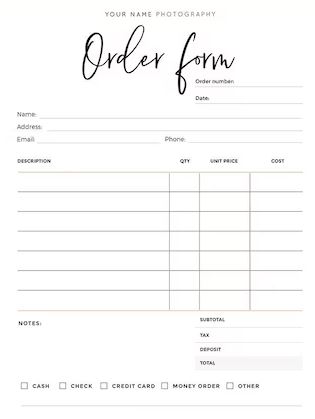 YOUR NAME PHOTOGRAPHY
Order form
Order number:
Date:
Name:
Address:
Email: Phone:
DESCRIPTION QTY UNIT PRICE COST
NOTES:
SUBTOTAL
TAX
DEPOSIT
TOTAL
CASH CHECK CREDIT CARD MONEY ORDER OTHER